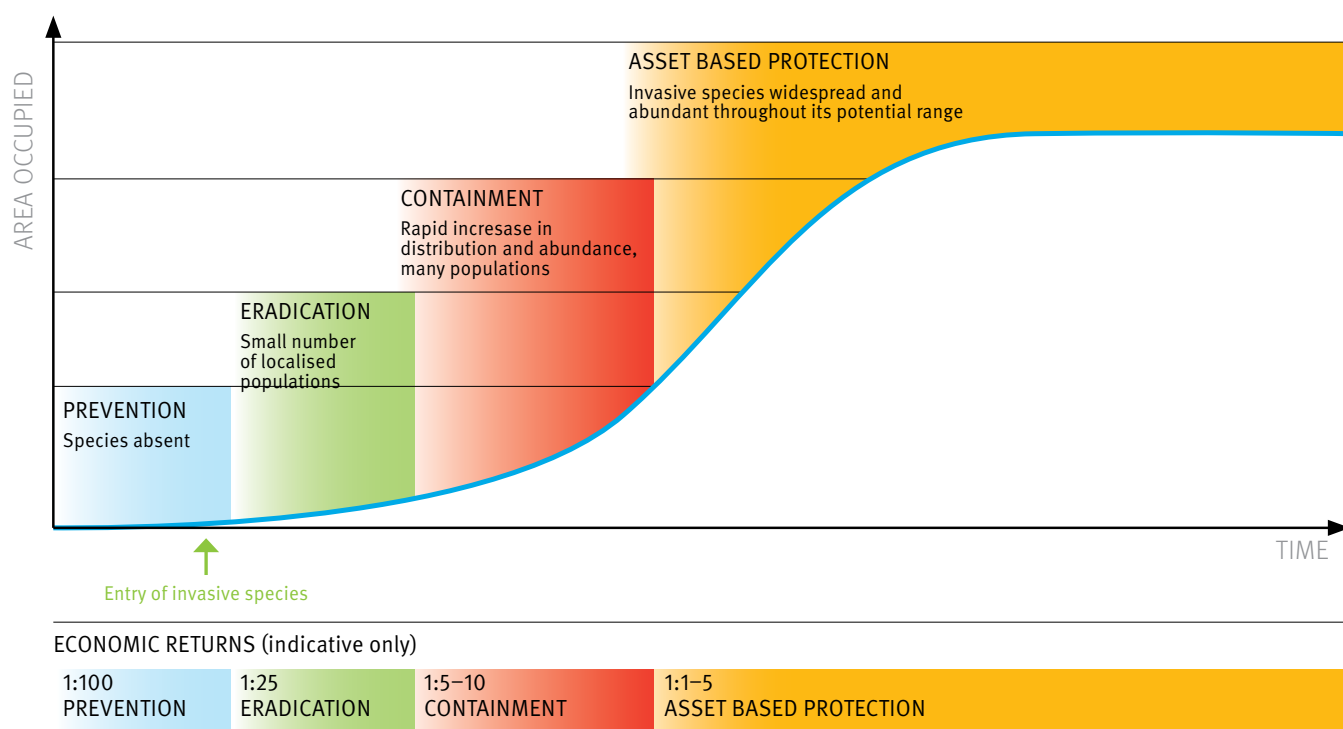 AREA OCCUPIED
ASSET BASED PROTECTION
Invasive species widespread and
abundant throughout its potential range
CONTAINMENT
Rapid incresase in
distribution and abundance,
many populations
ERADICATION
Small number
of localised
populations
PREVENTION
Species absent
TIME
Entry of invasive species
ECONOMIC RETURNS (indicative only)
1:100
PREVENTION
1:25
ERADICATION
1:5–10
CONTAINMENT
1:1–5
ASSET BASED PROTECTION